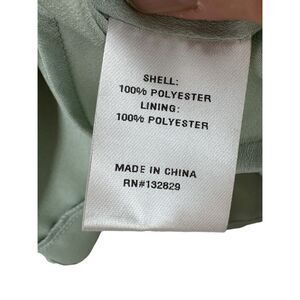 SHELL:
100% POLYESTER
LINING:
100% POLYESTER
MADE IN CHINA
RN#132829